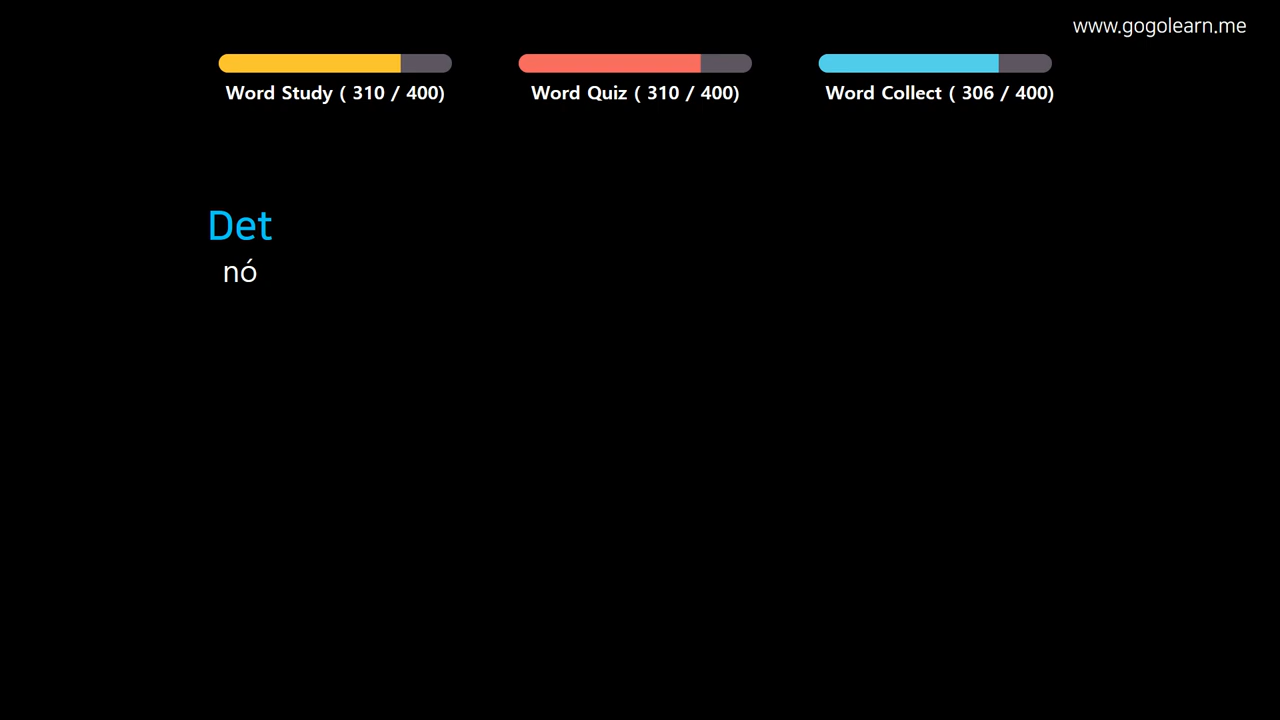 www.gogolearn.me
Word Study ( 310 / 400)
Word Quiz ( 310 / 400)
Word Collect ( 306 / 400)
Det
nó